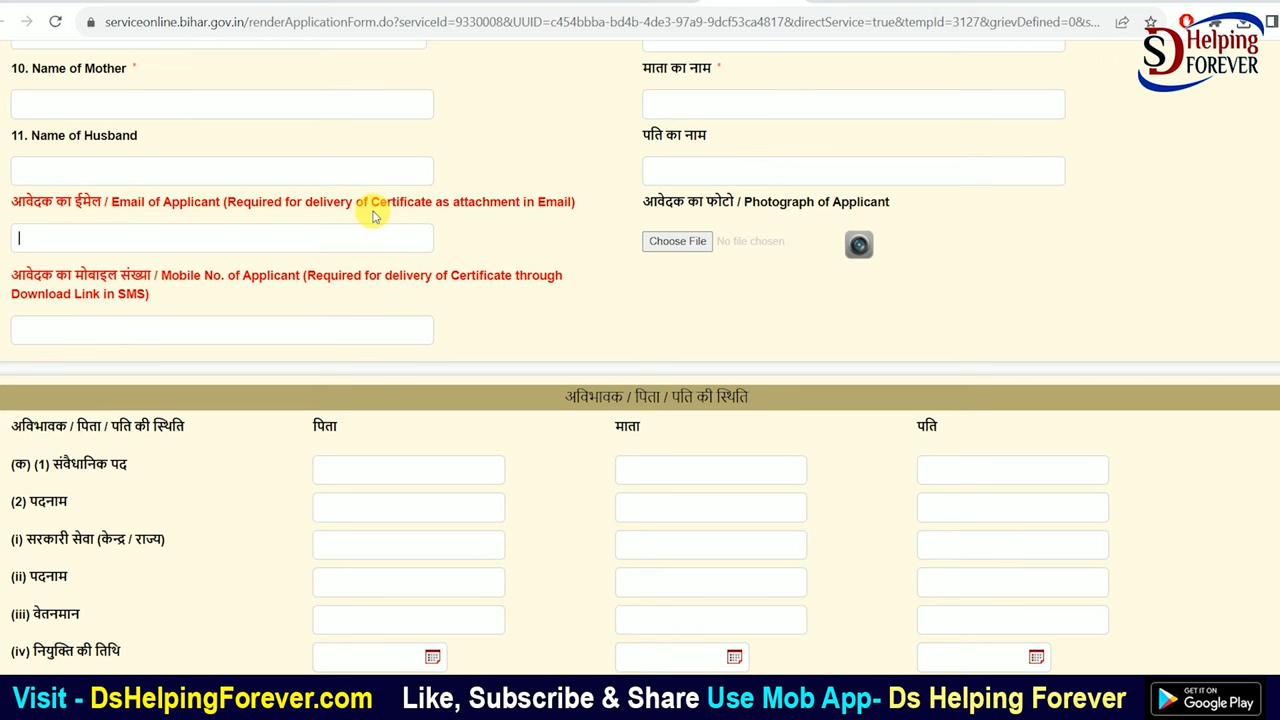 serviceonline.bihar.gov.in/renderApplicationForm.do?serviceId=9330008&UUID=c454bbba-bd4b-4de3-97a9-9dcf53ca4817&directService=true&tempId=3127&grievDefined=0&s...
SD Helping
FOREVER
10. Name of Mother *
माता का नाम *
11. Name of Husband
पति का नाम
आवेदक का ईमेल / Email of Applicant (Required for delivery of Certificate as attachment in Email)
आवेदक का फोटो / Photograph of Applicant
Choose File No file chosen
आवेदक का मोबाइल संख्या / Mobile No. of Applicant (Required for delivery of Certificate through
Download Link in SMS)
अविभावक / पिता / पति की स्थिति
अविभावक / पिता / पति की स्थिति पिता माता पति
(क) (1) संवैधानिक पद
(2) पदनाम
(i) सरकारी सेवा (केन्द्र / राज्य)
(ii) पदनाम
(iii) वेतनमान
(iv) नियुक्ति की तिथि
Visit - DsHelpingForever.com Like, Subscribe & Share Use Mob App- Ds Helping Forever
GET IT ON
Google Play